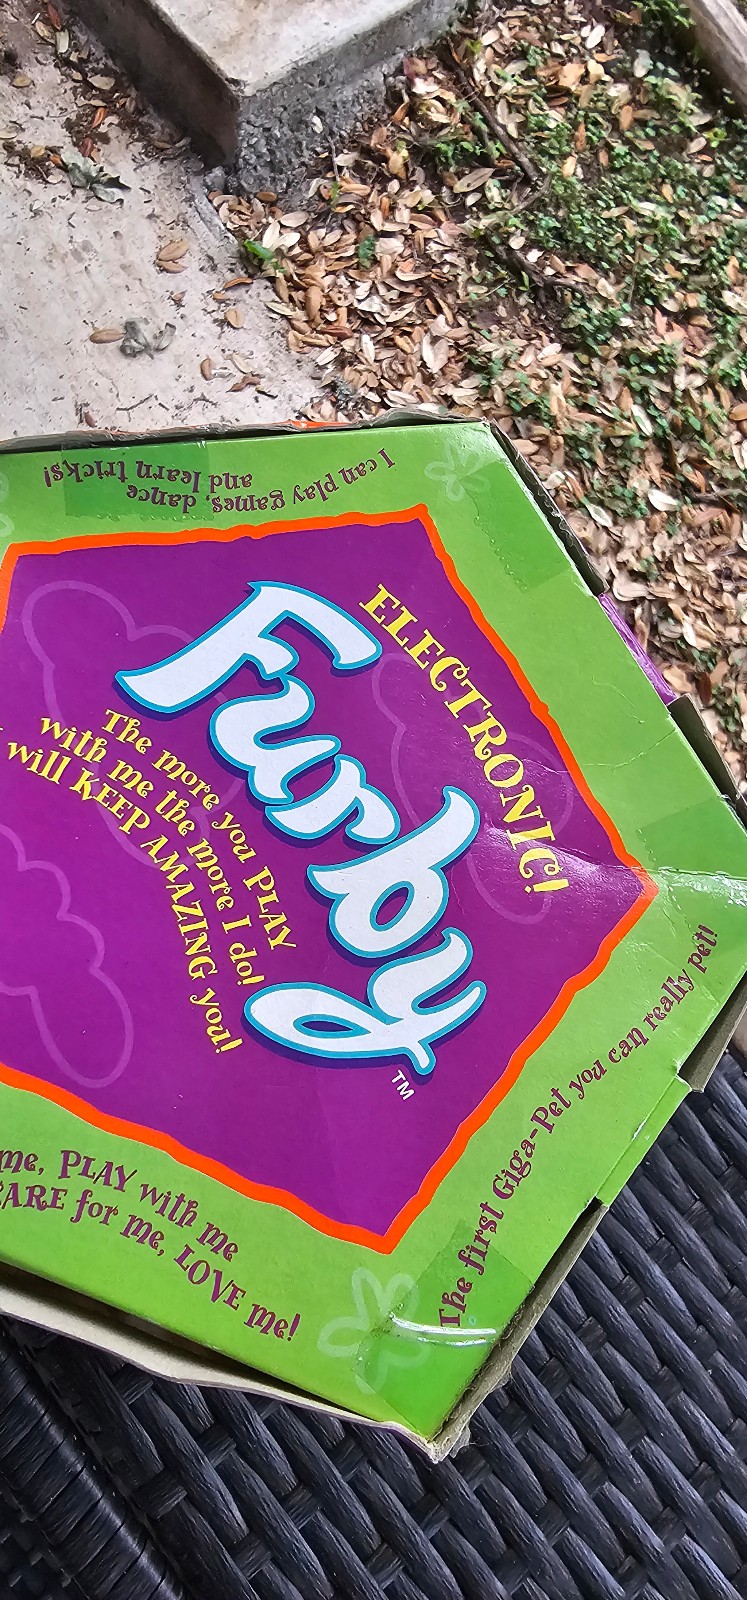 ELECTRONIC!
Furby
TM
The more you PLAY
with me the more I do!
will KEEP AMAZING you!
I can play games, dance
and learn tricks!
The first Giga-Pet you can really pet!
me, PLAY with me
CARE for me, LOVE me!